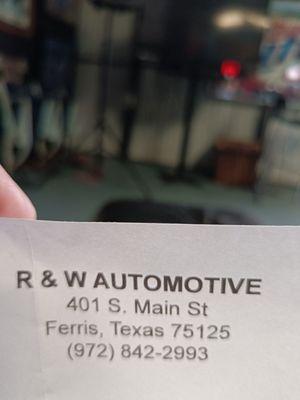 R & W AUTOMOTIVE
401 S. Main St
Ferris, Texas 75125
(972) 842-2993